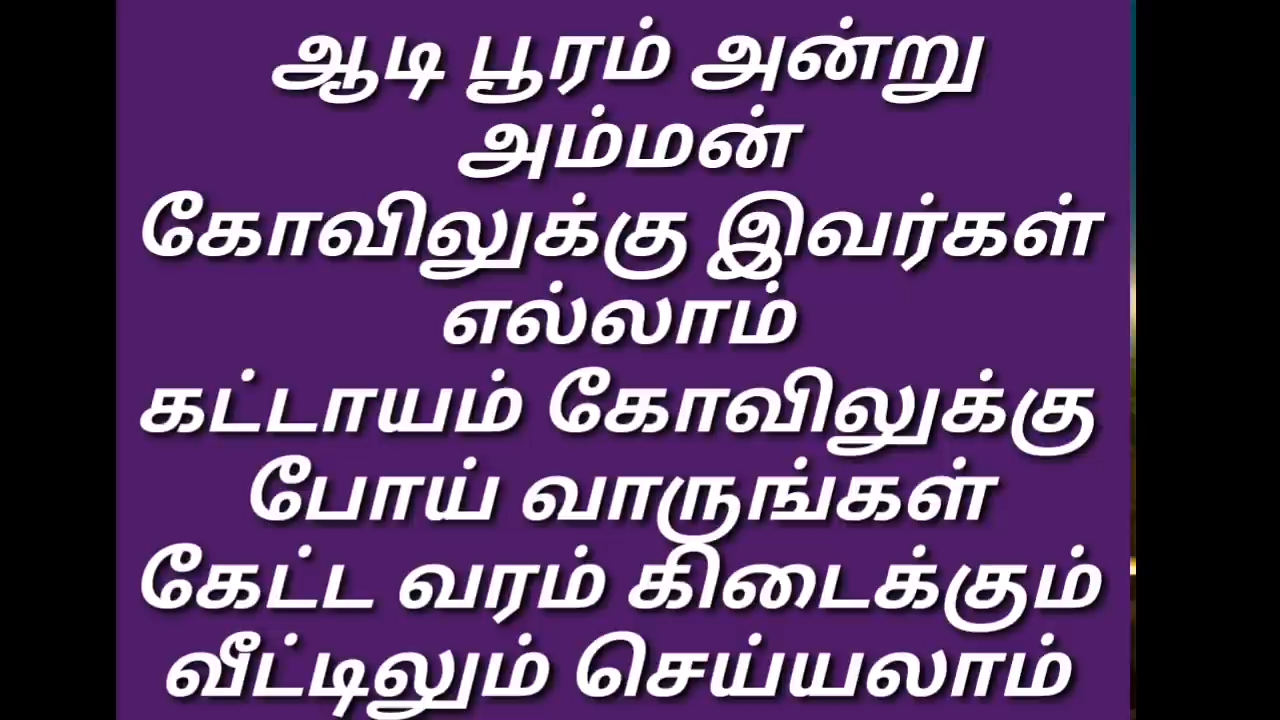 ஆடி பூரம் அன்று
அம்மன்
கோவிலுக்கு இவர்கள்
எல்லாம்
கட்டாயம் கோவிலுக்கு
போய் வாருங்கள்
கேட்ட வரம் கிடைக்கும்
வீட்டிலும் செய்யலாம்